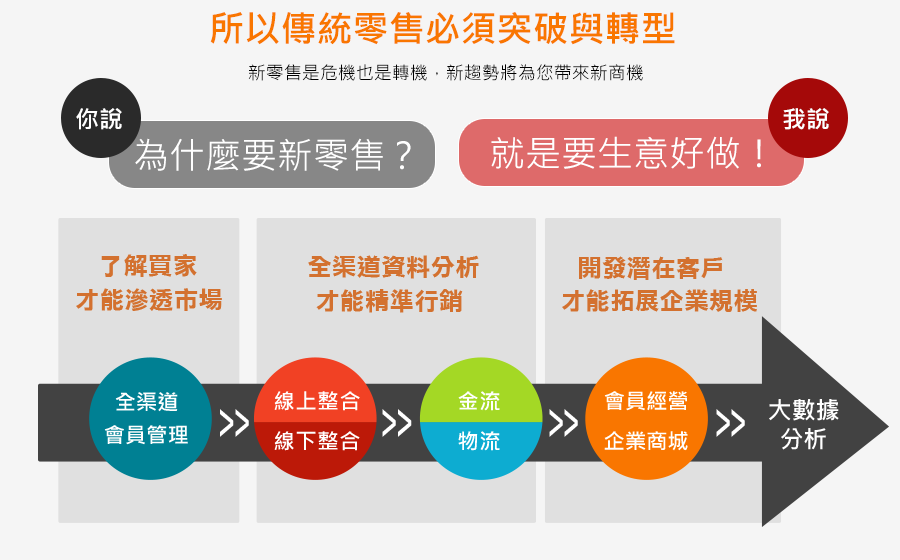 所以傳統零售必須突破與轉型
新零售是危機也是轉機．新趨勢將為您帶來新商機
你說
為什麼要新零售？
就是要生意好做！
我說
了解買家
才能滲透市場
全渠道資料分析
才能精準行銷
開發潛在客戶
才能拓展企業規模
全渠道
會員管理
線上整合
線下整合
金流
物流
會員經營
企業商城
大數據
分析